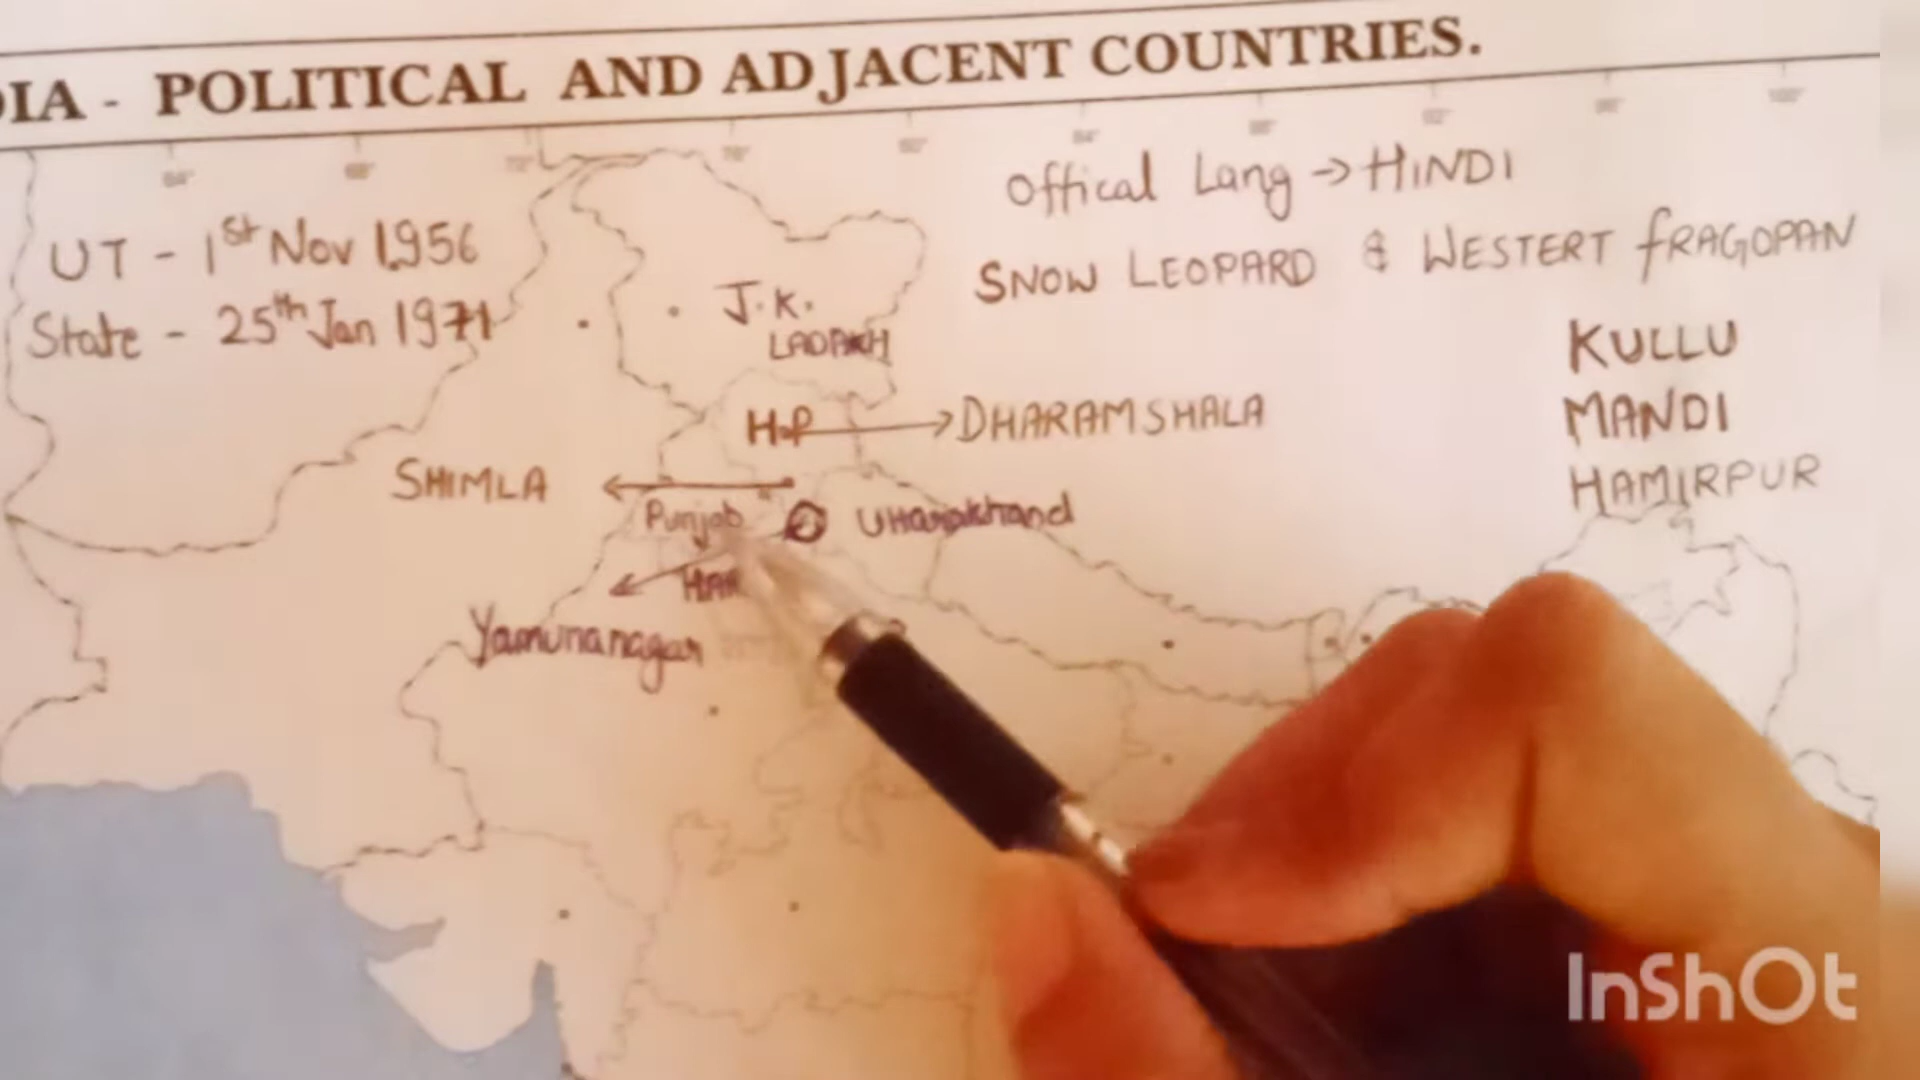 DIA - POLITICAL AND ADJACENT COUNTRIES.
UT - 1st Nov 1956
State - 25th Jan 1971
Offical Lang → HINDI
SNOW LEOPARD & WESTERT fRAGOPAN
J.K.
LADAKH
KULLU
MANDI
HAMIRPUR
H.P → DHARAMSHALA
SHIMLA ←
Punjab
Uttarakhand
HAR
Yamunanagar
InShOt